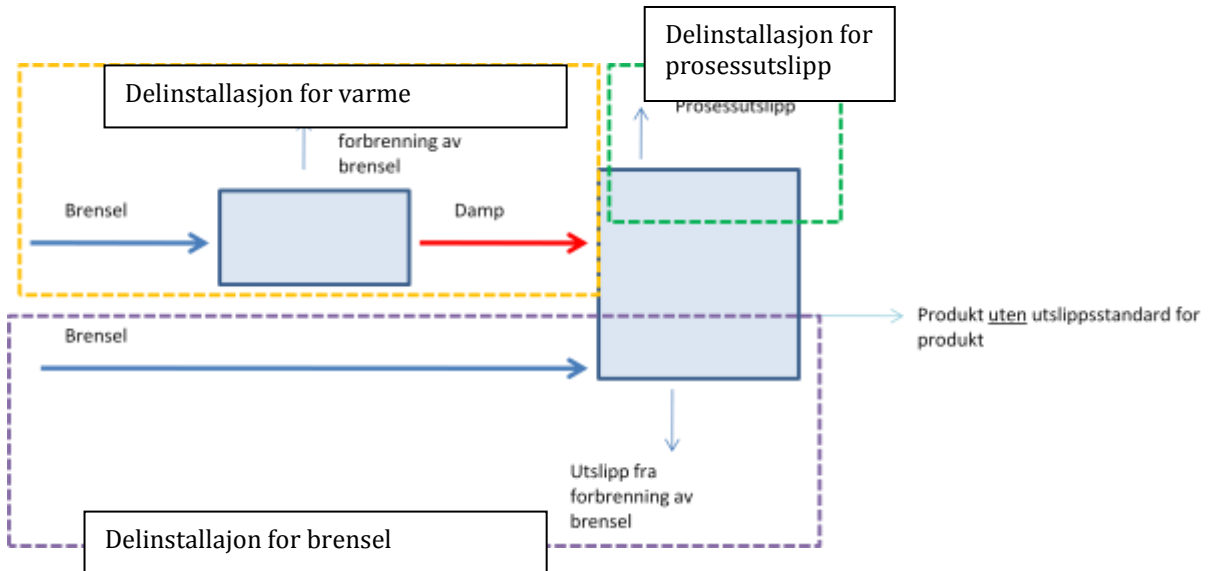 Delinstallasjon for
prosessutslipp
Delinstallasjon for varme
Prosessutslipp
forbrenning av
brensel
Brensel
Damp
Produkt uten utslippsstandard for
produkt
Brensel
Utslipp fra
forbrenning av
brensel
Delinstallajon for brensel